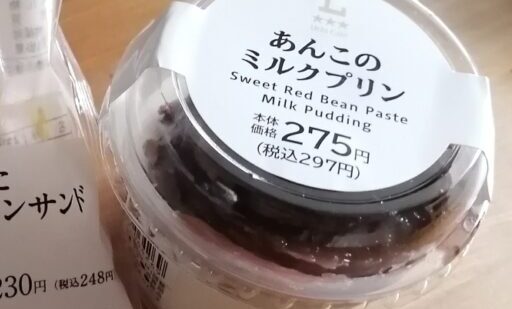 あんこの
ミルクプリン
Sweet Red Bean Paste
Milk Pudding
本体
価格 275円
(税込297円)
ンサンド
230円 (税込248円)